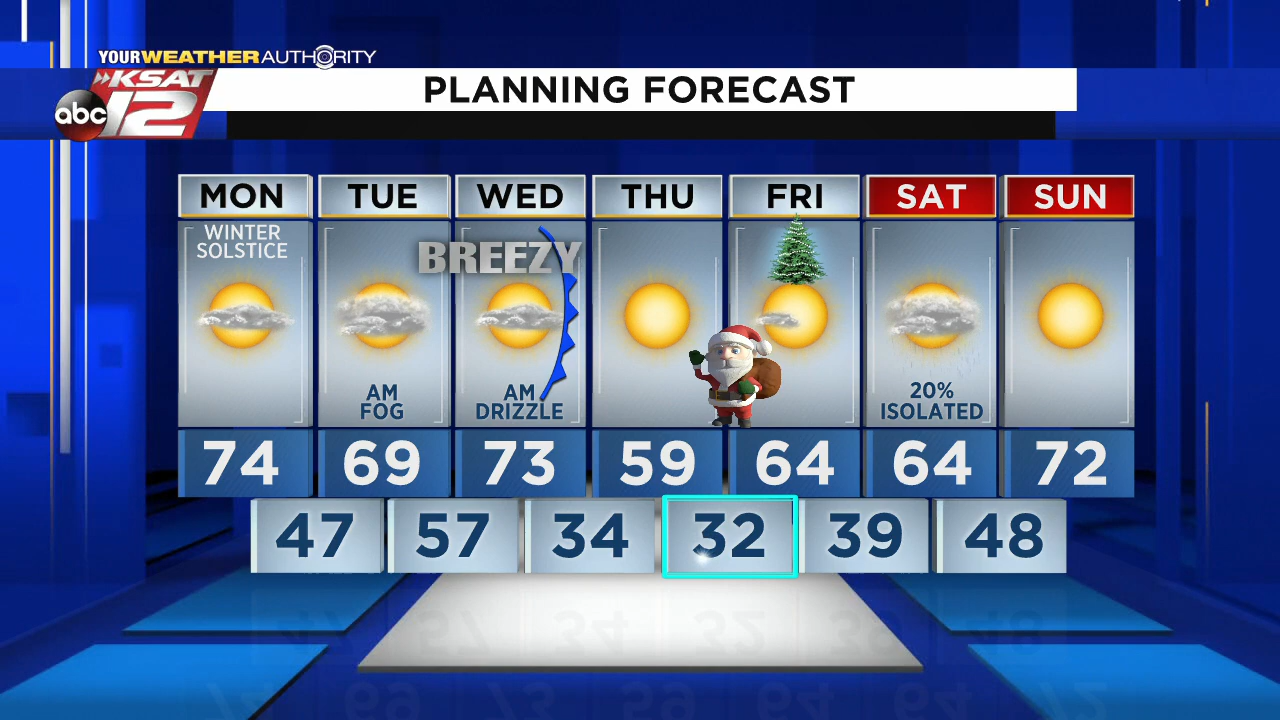 YOURWEATHERAUTHORITY
KSAT
abc 12
PLANNING FORECAST
MON TUE WED THU FRI SAT SUN
WINTER
SOLSTICE
BREEZY
AM
FOG
AM
DRIZZLE
20%
ISOLATED
74 69 73 59 64 64 72
47 57 34 32 39 48